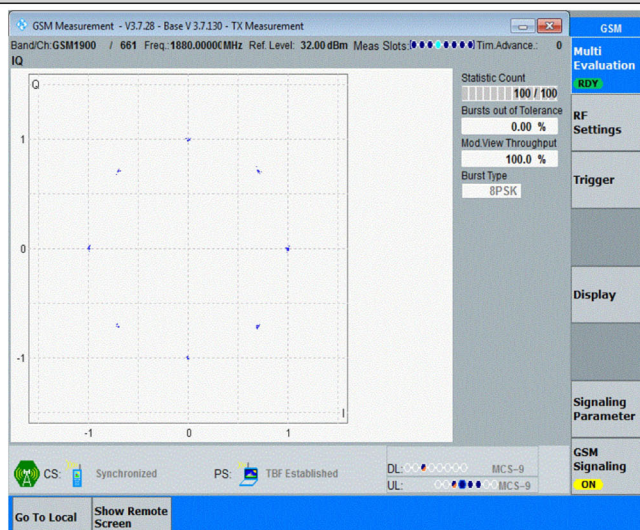 GSM Measurement - V3.7.28 - Base V 3.7.130 - TX Measurement
GSM
Band/Ch:GSM1900 / 661 Freq.:1880.00000 MHz Ref. Level: 32.00 dBm Meas Slots: Tim.Advance.: 0
IQ
Multi
Evaluation
RDY
Q
Statistic Count
100 / 100
Bursts out of Tolerance
0.00 %
Mod.View Throughput
100.0 %
Burst Type
8PSK
RF
Settings
Trigger
1
0
-1
Display
I
-1 0 1
Signaling
Parameter
CS: Synchronized PS: TBF Established
DL: MCS-9
UL: MCS-9
GSM
Signaling
ON
Go To Local
Show Remote
Screen